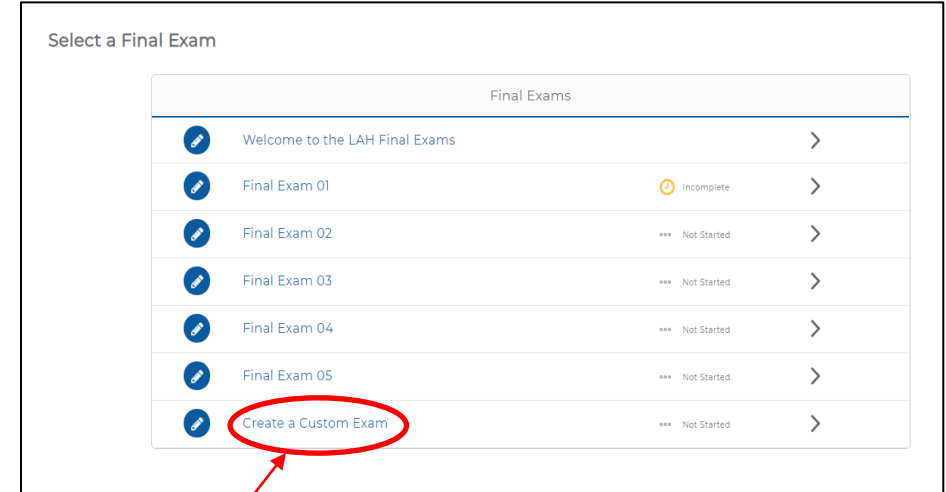 Select a Final Exam
Final Exams
Welcome to the LAH Final Exams
Final Exam 01 Incomplete
Final Exam 02 Not Started
Final Exam 03 Not Started
Final Exam 04 Not Started
Final Exam 05 Not Started
Create a Custom Exam Not Started